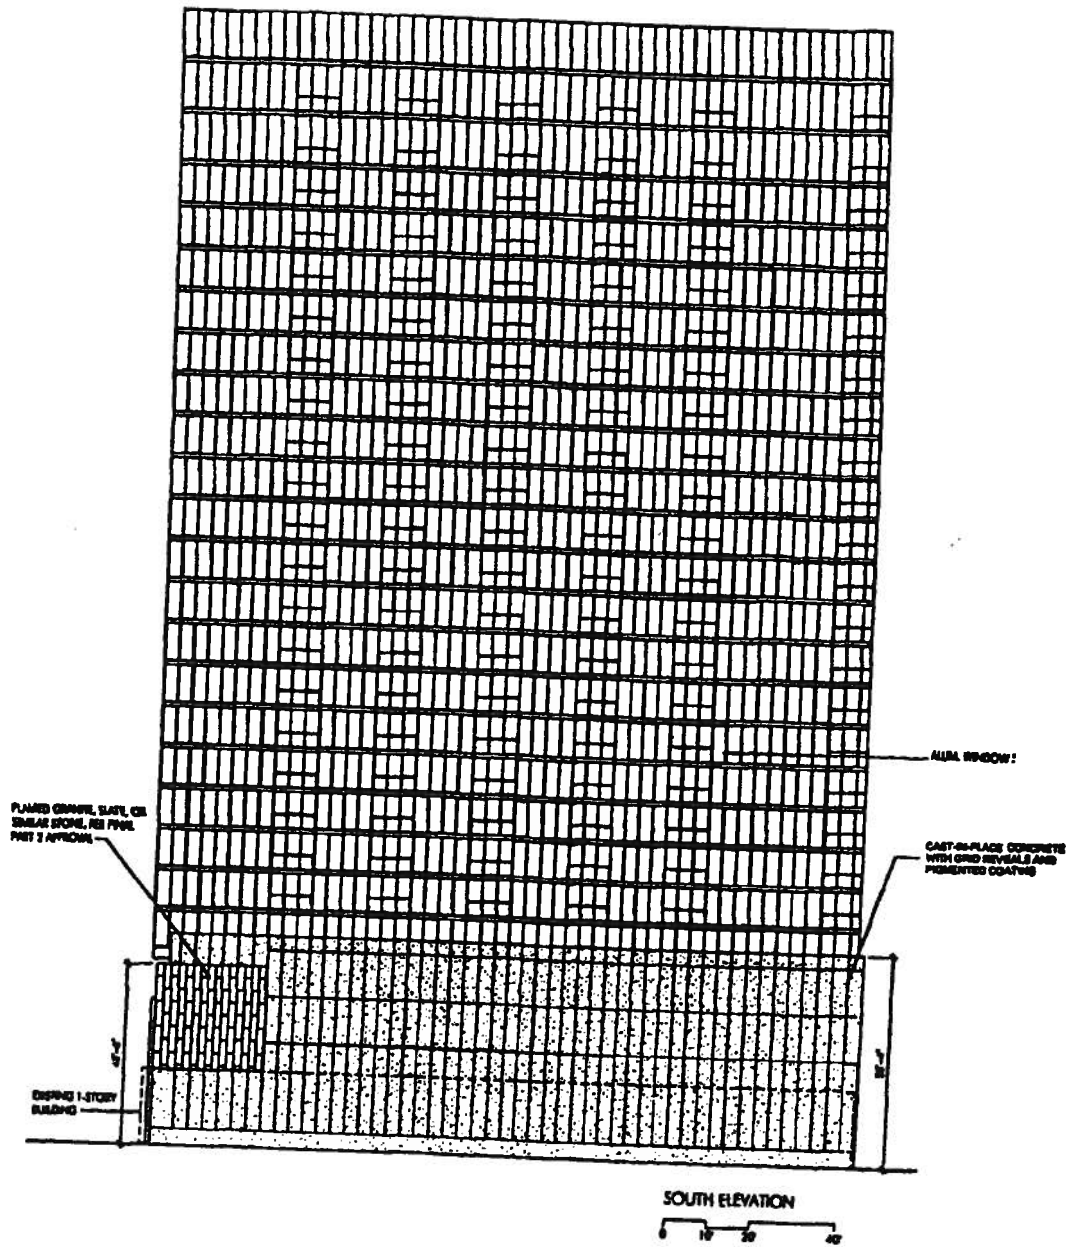 ALUM. WINDOW
FLAMED GRANITE, SLATE, OR
SIMILAR STONE, PER FINAL
PART 2 APPROVAL
CAST-IN-PLACE CONCRETE
WITH GRID REVEALS AND
PIGMENTED COATING
EXISTING 1-STORY
BUILDING
SOUTH ELEVATION
0 10' 20' 40'